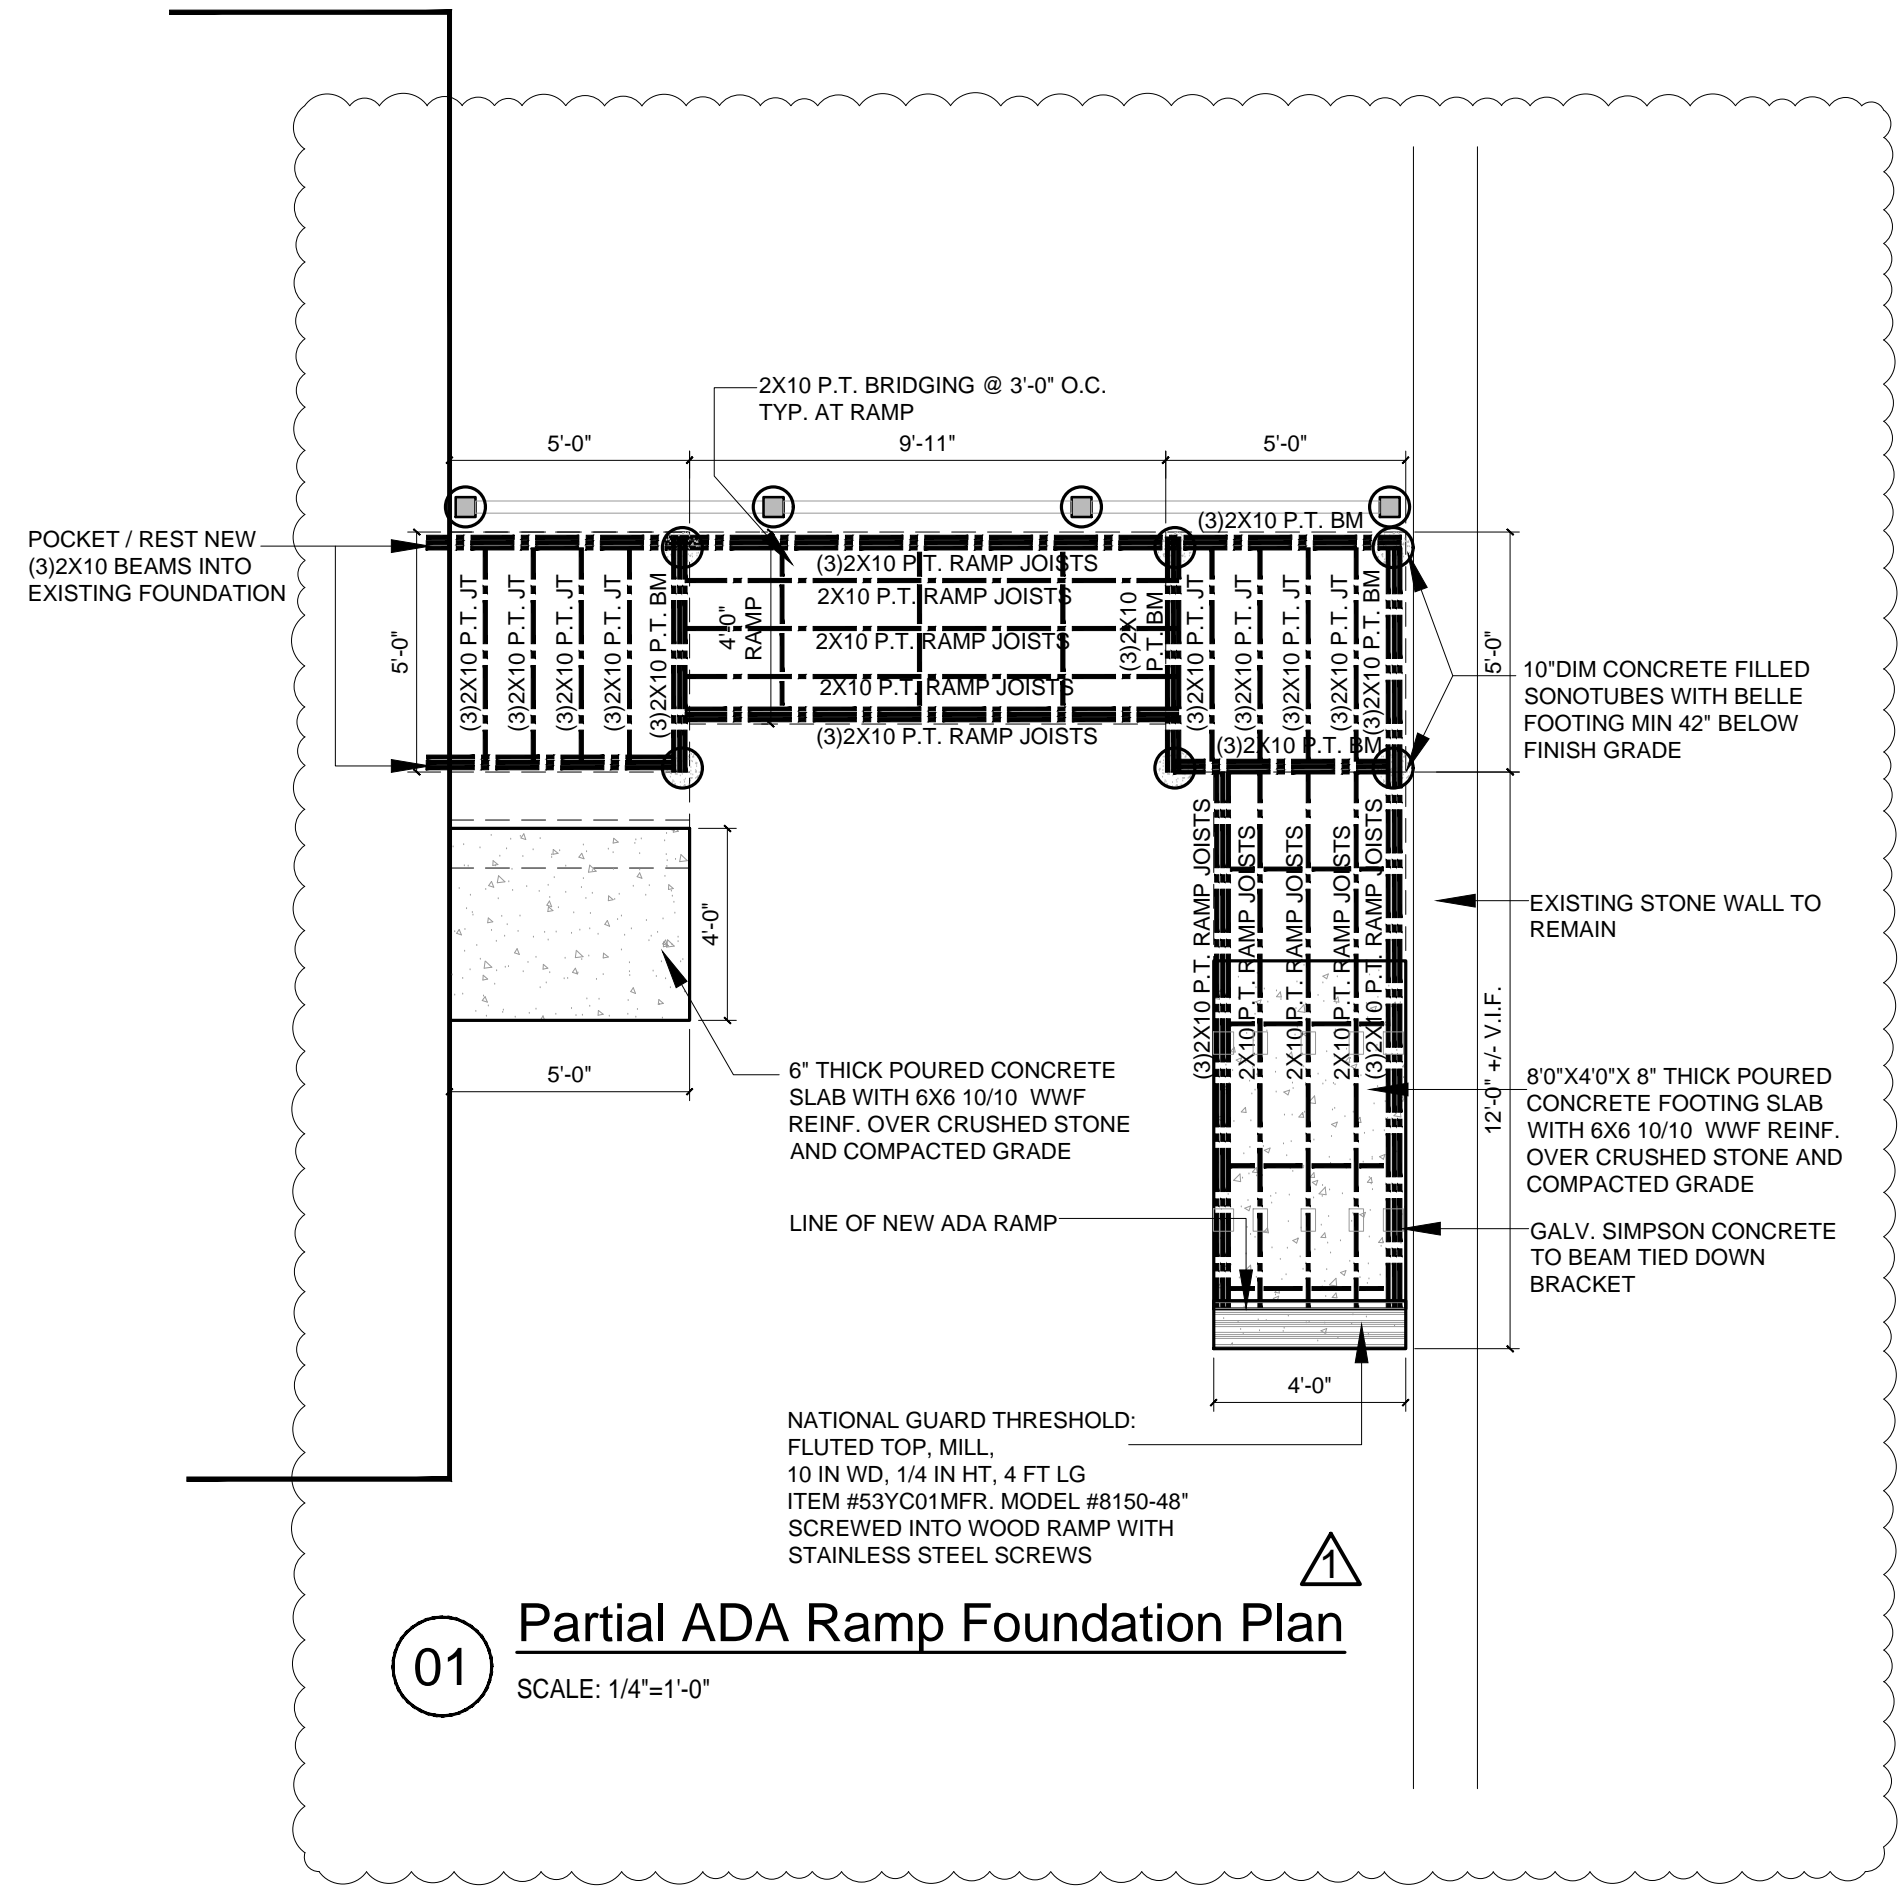 2X10 P.T. BRIDGING @ 3'-0" O.C.
TYP. AT RAMP
5'-0"
9'-11"
5'-0"
POCKET / REST NEW
(3)2X10 BEAMS INTO
EXISTING FOUNDATION
5'-0"
(3)2X10 P.T. JT
(3)2X10 P.T. JT
(3)2X10 P.T. JT
(3)2X10 P.T. JT
(3)2X10 P.T. BM
4'-0"
RAMP
(3)2X10 P.T. RAMP JOISTS
2X10 P.T. RAMP JOISTS
2X10 P.T. RAMP JOISTS
2X10 P.T. RAMP JOISTS
(3)2X10 P.T. RAMP JOISTS
(3)2X10
P.T. BM
(3)2X10 P.T. BM
(3)2X10 P.T. JT
(3)2X10 P.T. JT
(3)2X10 P.T. JT
(3)2X10 P.T. JT
(3)2X10 P.T. BM
(3)2X10 P.T. BM
5'-0"
10"DIM CONCRETE FILLED
SONOTUBES WITH BELLE
FOOTING MIN 42" BELOW
FINISH GRADE
(3)2X10 P.T. RAMP JOISTS
2X10 P.T. RAMP JOISTS
2X10 P.T. RAMP JOISTS
2X10 P.T. RAMP JOISTS
(3)2X10 P.T. RAMP JOISTS
EXISTING STONE WALL TO
REMAIN
4'-0"
5'-0"
6" THICK POURED CONCRETE
SLAB WITH 6X6 10/10 WWF
REINF. OVER CRUSHED STONE
AND COMPACTED GRADE
12'-0" +/- V.I.F.
8'0"X4'0"X 8" THICK POURED
CONCRETE FOOTING SLAB
WITH 6X6 10/10 WWF REINF.
OVER CRUSHED STONE AND
COMPACTED GRADE
LINE OF NEW ADA RAMP
GALV. SIMPSON CONCRETE
TO BEAM TIED DOWN
BRACKET
4'-0"
NATIONAL GUARD THRESHOLD:
FLUTED TOP, MILL,
10 IN WD, 1/4 IN HT, 4 FT LG
ITEM #53YC01MFR. MODEL #8150-48"
SCREWED INTO WOOD RAMP WITH
STAINLESS STEEL SCREWS
1
01
Partial ADA Ramp Foundation Plan
SCALE: 1/4"=1'-0"